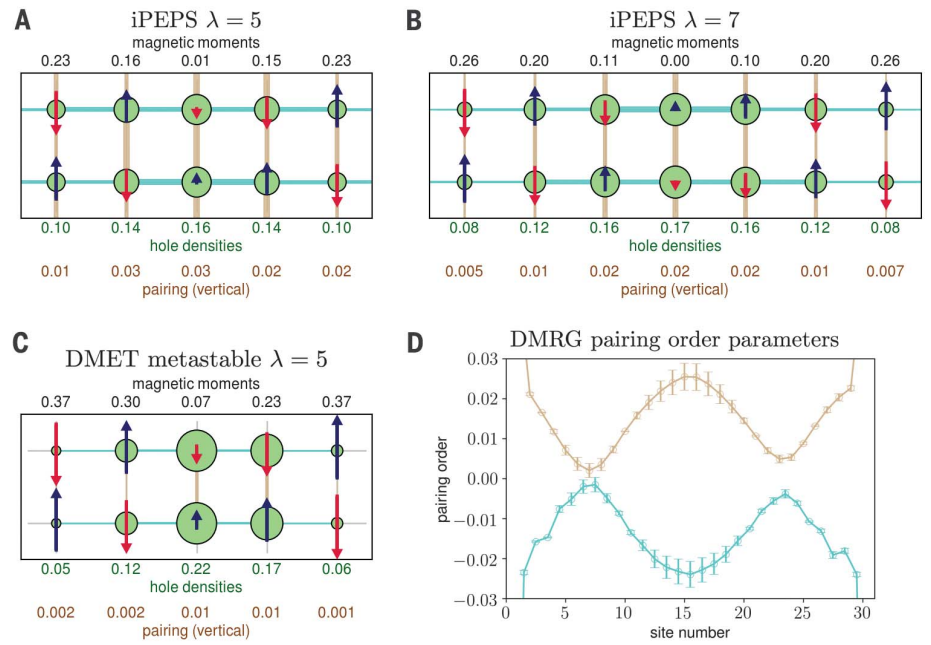 A
iPEPS λ = 5
magnetic moments
0.23 0.16 0.01 0.15 0.23
0.10 0.14 0.16 0.14 0.10
hole densities
0.01 0.03 0.03 0.02 0.02
pairing (vertical)
B
iPEPS λ = 7
magnetic moments
0.26 0.20 0.11 0.00 0.10 0.20 0.26
0.08 0.12 0.16 0.17 0.16 0.12 0.08
hole densities
0.005 0.01 0.02 0.02 0.02 0.01 0.007
pairing (vertical)
C
DMET metastable λ = 5
magnetic moments
0.37 0.30 0.07 0.23 0.37
0.05 0.12 0.22 0.17 0.06
hole densities
0.002 0.002 0.01 0.01 0.001
pairing (vertical)
D
DMRG pairing order parameters
0.03
0.02
0.01
0.00
−0.01
−0.02
−0.03
pairing order
0 5 10 15 20 25 30
site number